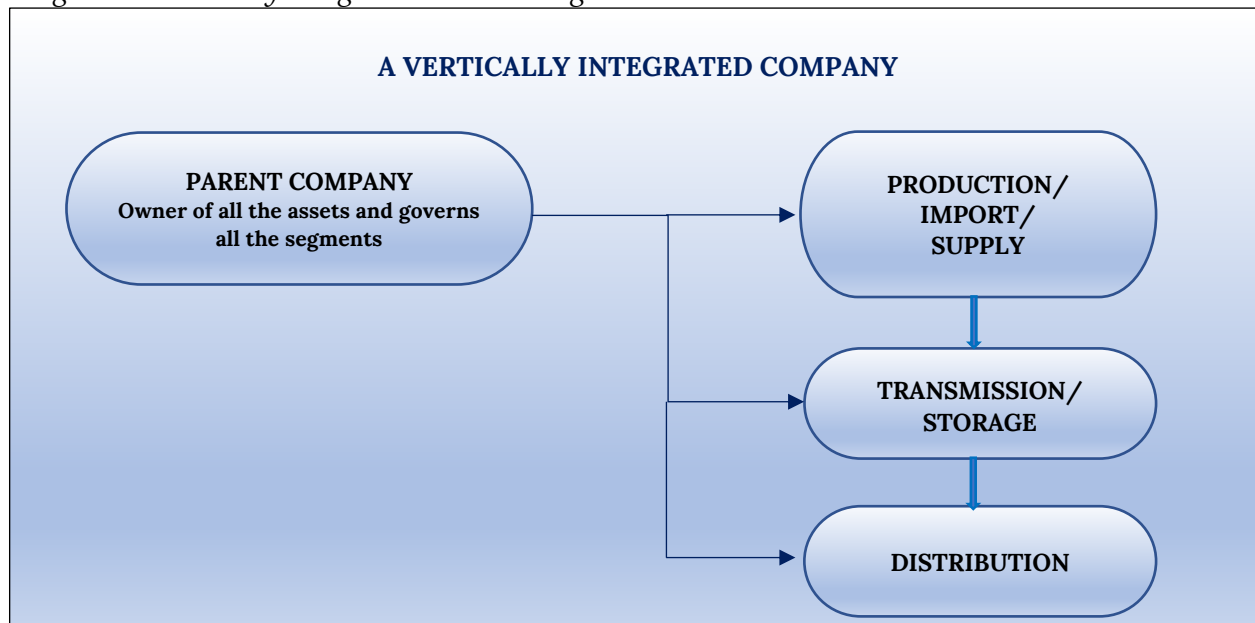 A VERTICALLY INTEGRATED COMPANY
PARENT COMPANY
Owner of all the assets and governs
all the segments
PRODUCTION/
IMPORT/
SUPPLY
TRANSMISSION/
STORAGE
DISTRIBUTION